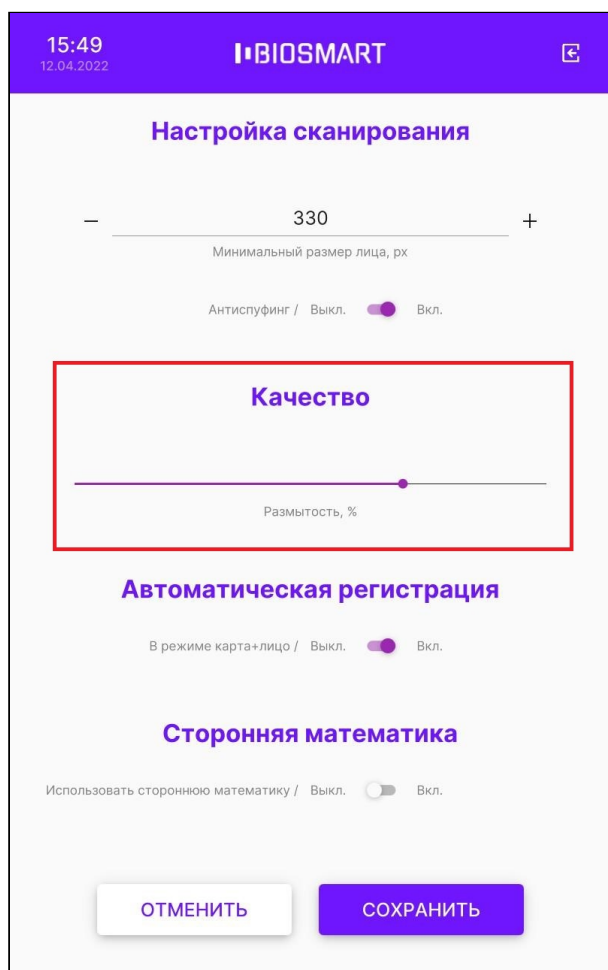 15:49
BIOSMART
12.04.2022
Настройка сканирования
− 330 +
Минимальный размер лица, px
Антиспуфинг / Выкл. Вкл.
Качество
Размытость, %
Автоматическая регистрация
В режиме карта+лицо / Выкл. Вкл.
Сторонняя математика
Использовать стороннюю математику / Выкл. Вкл.
ОТМЕНИТЬ СОХРАНИТЬ